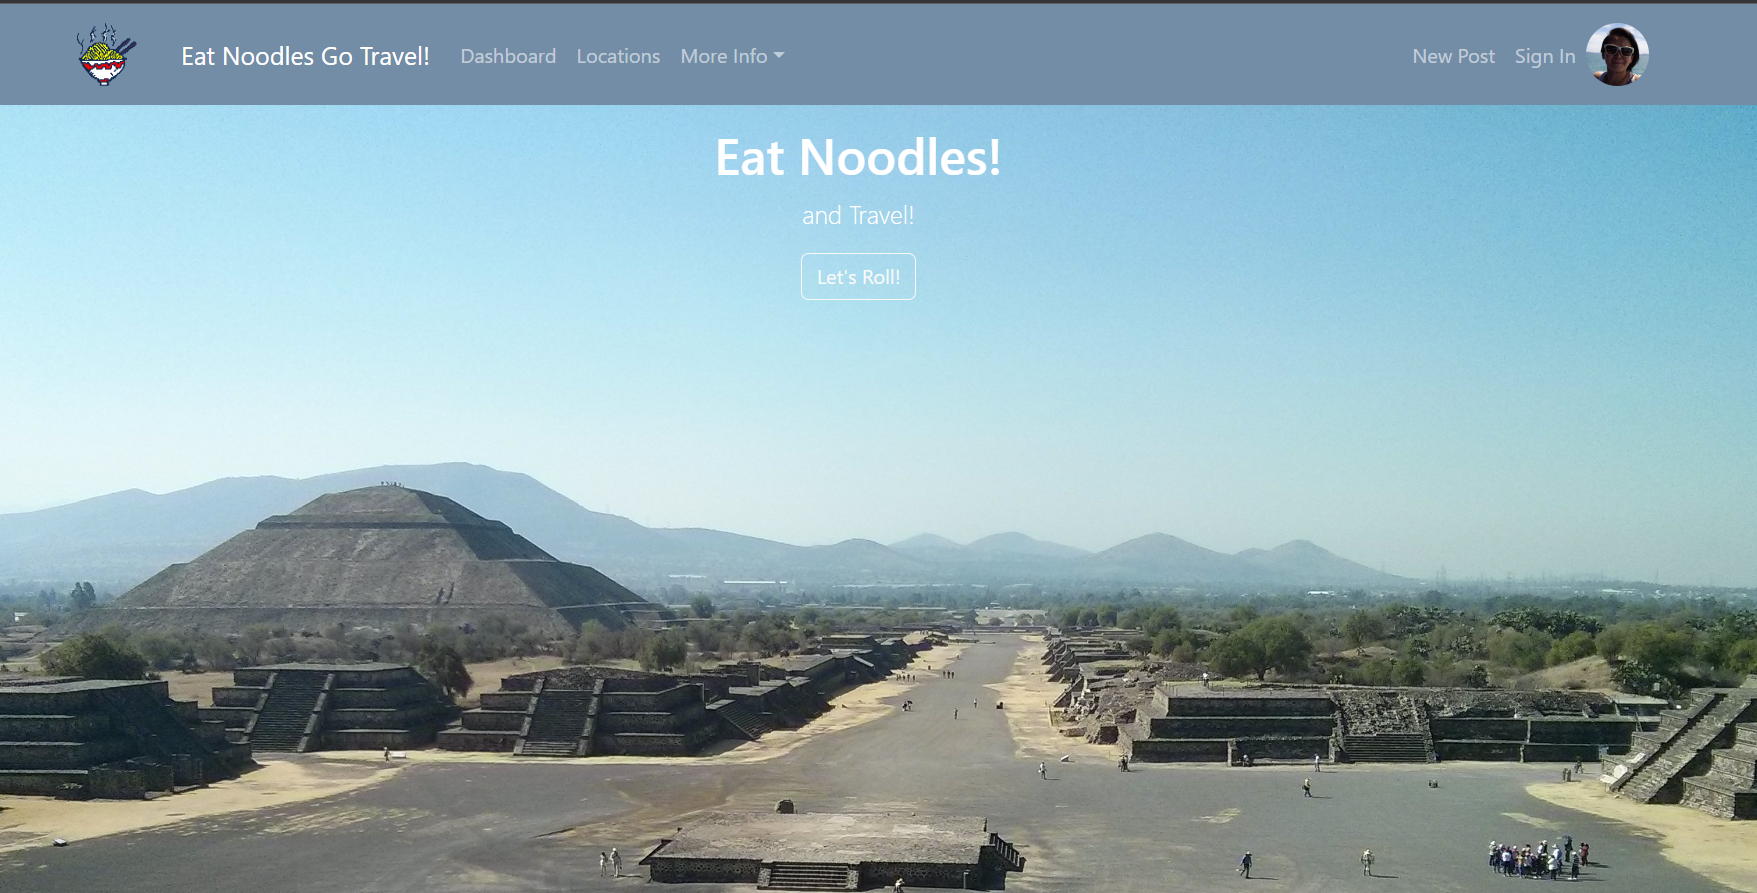 Eat Noodles Go Travel! Dashboard Locations More Info New Post Sign In
Eat Noodles!
and Travel!
Let's Roll!